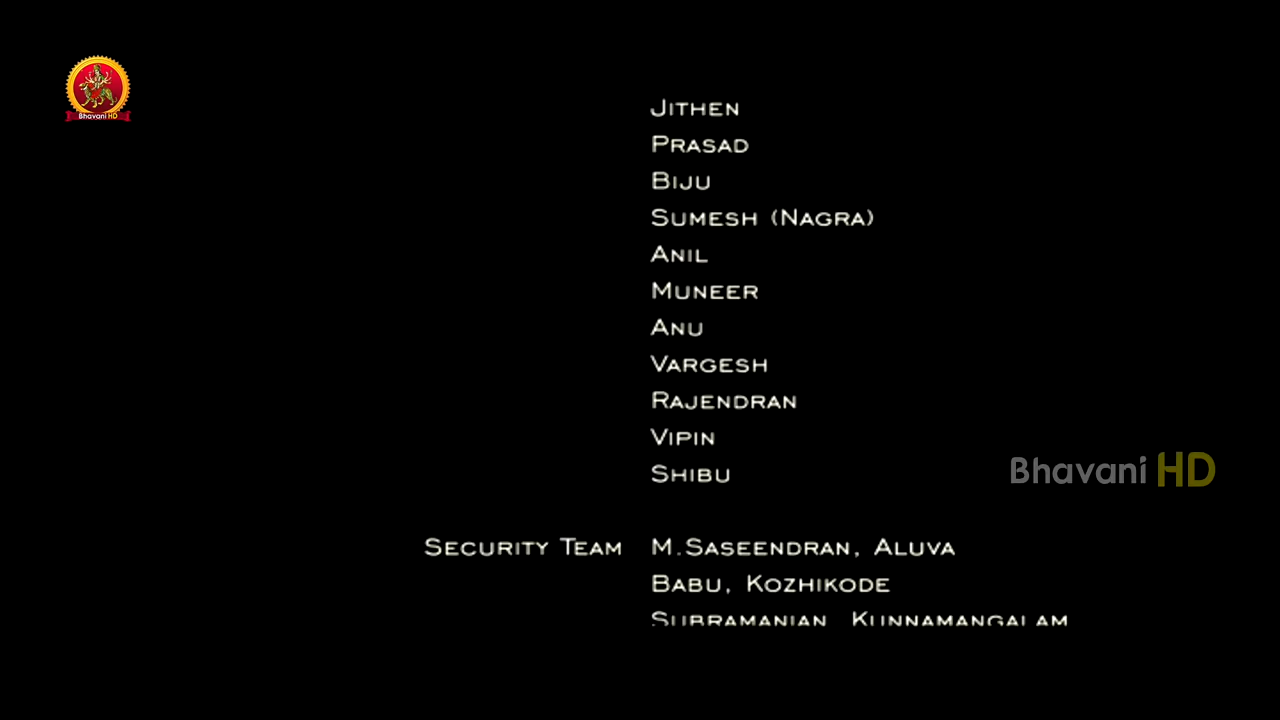 Bhavani HD
JITHEN
PRASAD
BIJU
SUMESH (NAGRA)
ANIL
MUNEER
ANU
VARGESH
RAJENDRAN
VIPIN
SHIBU
Bhavani HD
SECURITY TEAM M.SASEENDRAN, ALUVA
BABU, KOZHIKODE
SUBRAMANIAN, KUNNAMANGALAM